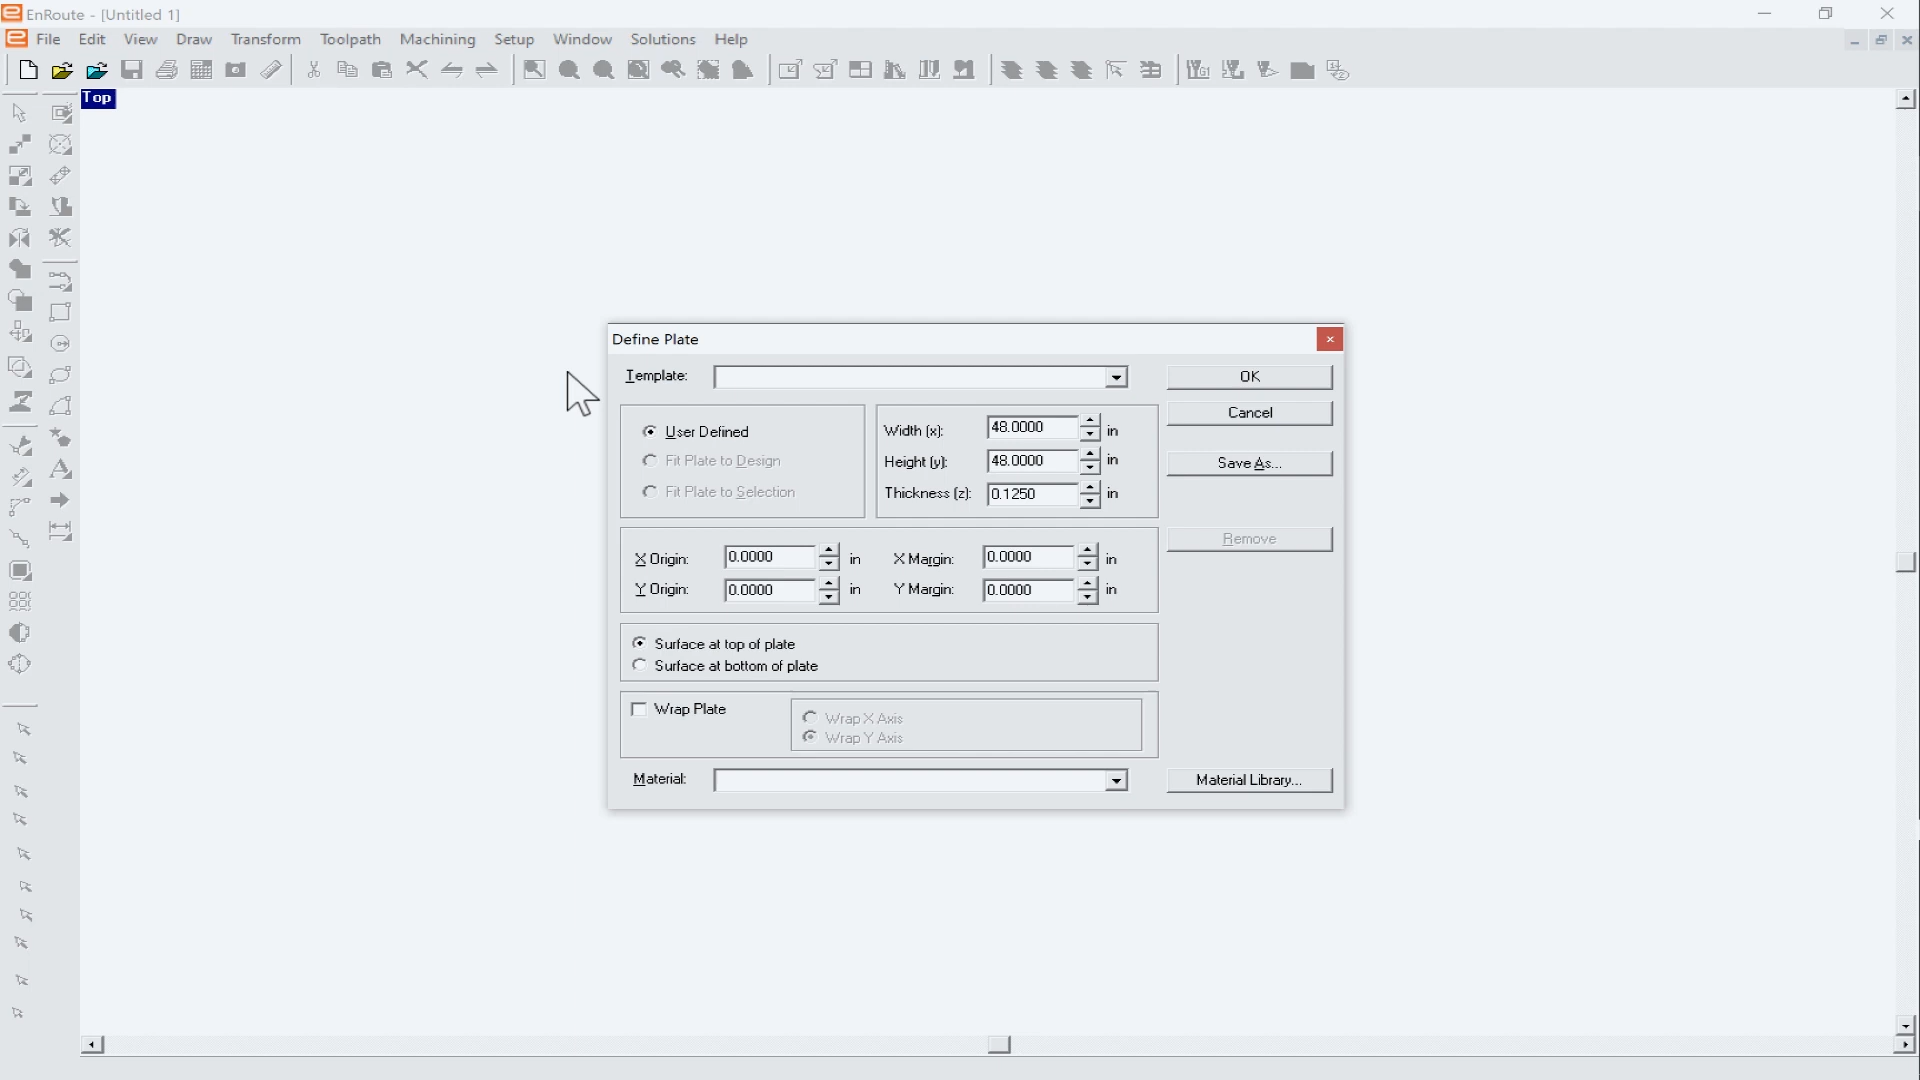 EnRoute - [Untitled 1]
File Edit View Draw Transform Toolpath Machining Setup Window Solutions Help
Top
Define Plate
Template:
OK
Cancel
Save As...
Remove
User Defined
Fit Plate to Design
Fit Plate to Selection
Width (x): 48.0000 in
Height (y): 48.0000 in
Thickness (z): 0.1250 in
X Origin: 0.0000 in X Margin: 0.0000 in
Y Origin: 0.0000 in Y Margin: 0.0000 in
Surface at top of plate
Surface at bottom of plate
Wrap Plate
Wrap X Axis
Wrap Y Axis
Material: Material Library...